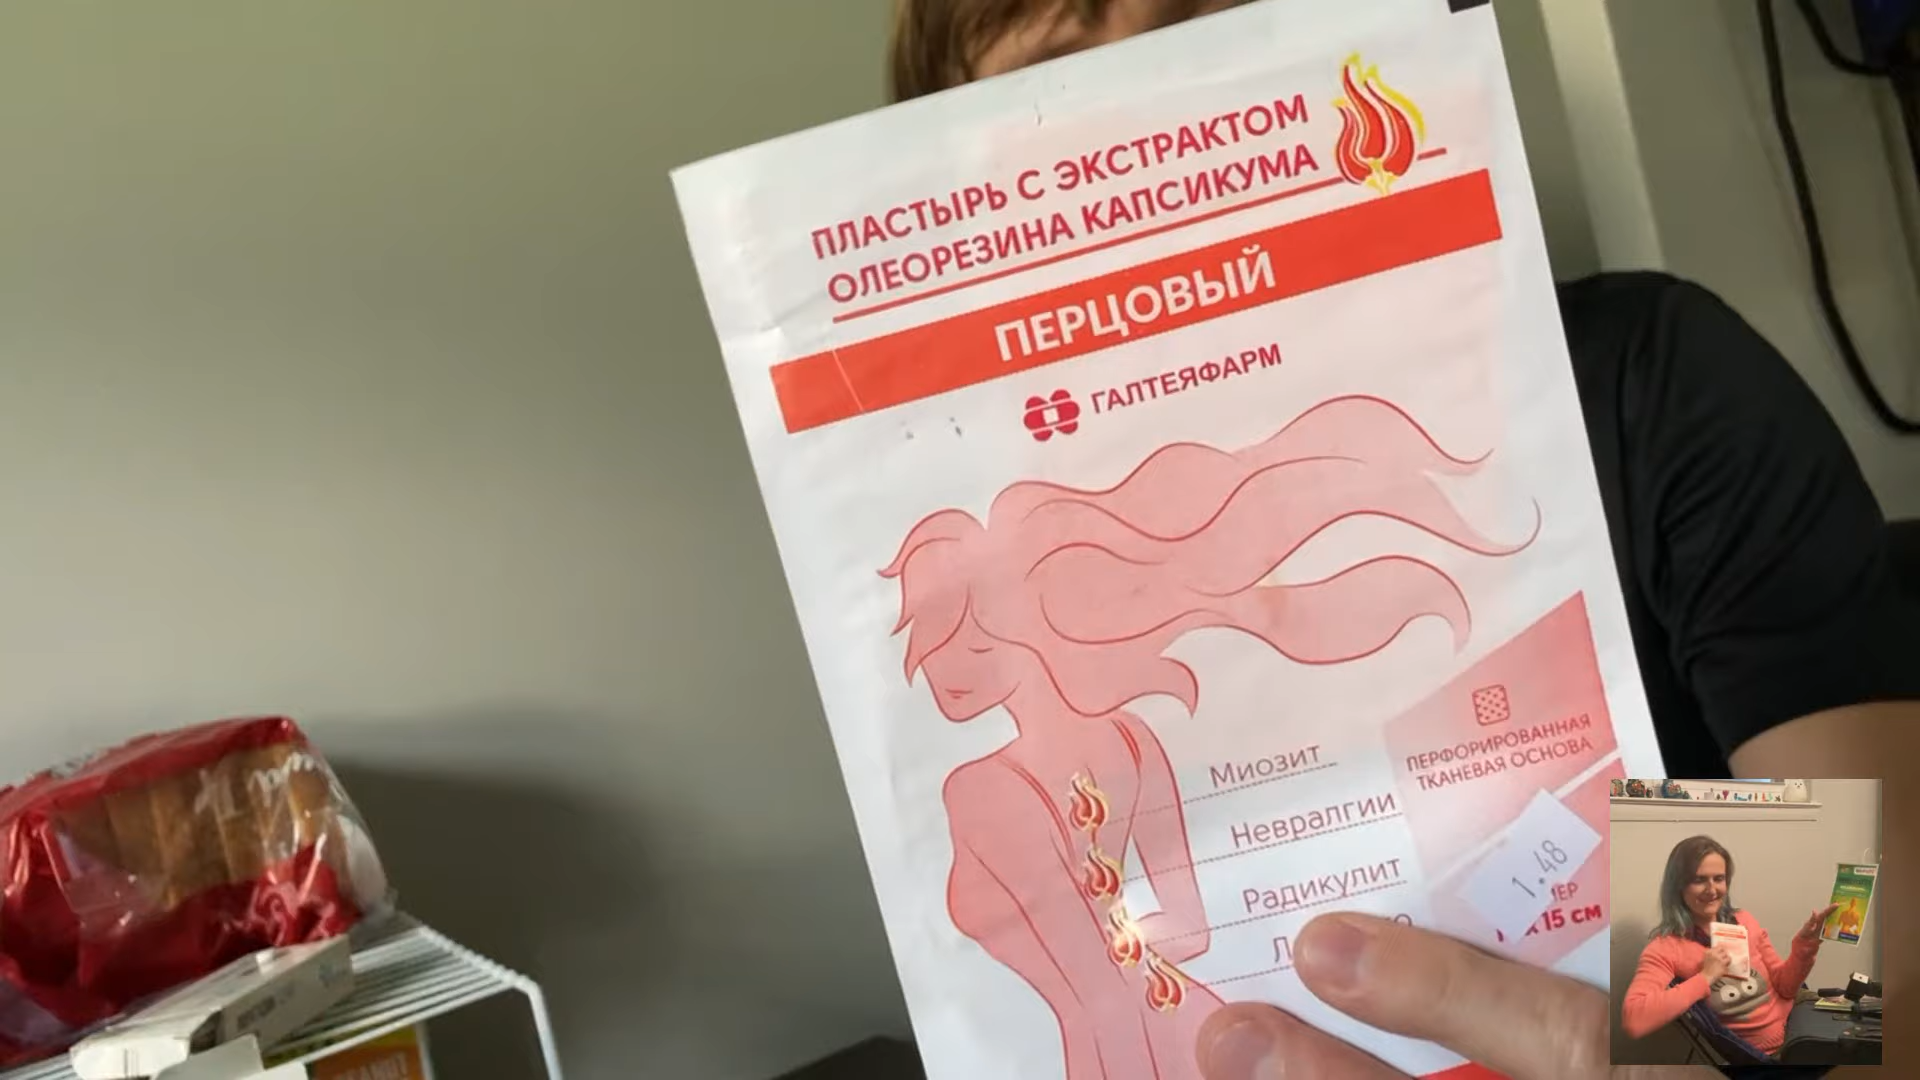 ПЛАСТЫРЬ С ЭКСТРАКТОМ
ОЛЕОРЕЗИНА КАПСИКУМА
ПЕРЦОВЫЙ
ГАЛТЕЯФАРМ
Миозит
Невралгии
Радикулит
ПЕРФОРИРОВАННАЯ
ТКАНЕВАЯ ОСНОВА
1.48
15 см